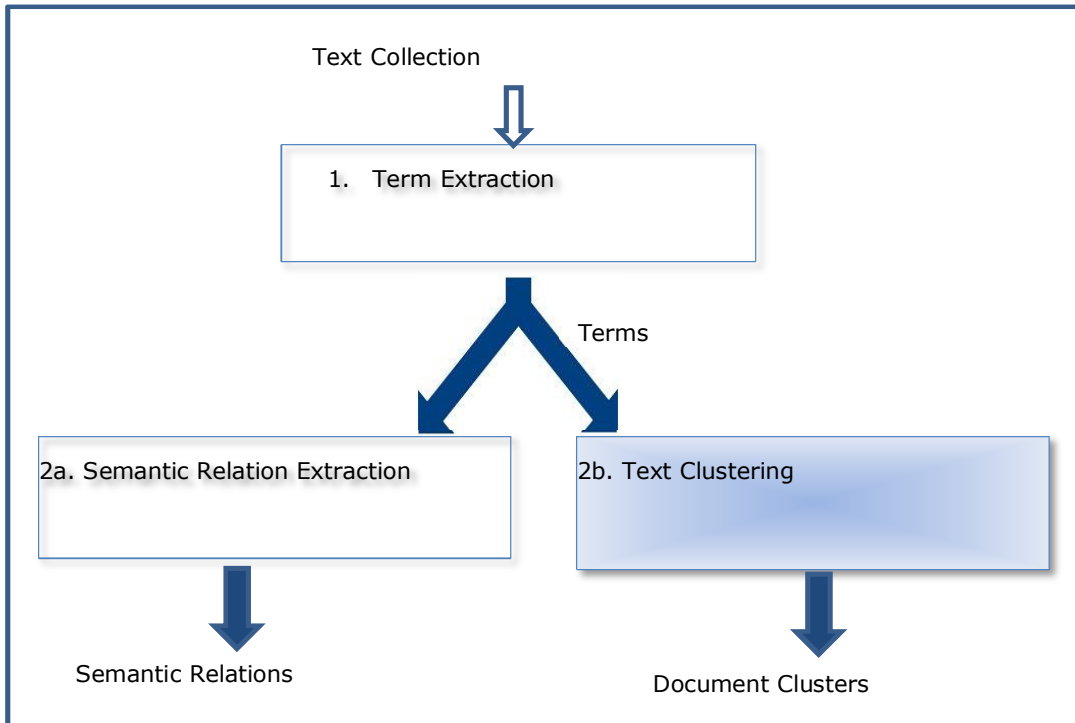 Text Collection
1. Term Extraction
Terms
2a. Semantic Relation Extraction
2b. Text Clustering
Semantic Relations
Document Clusters